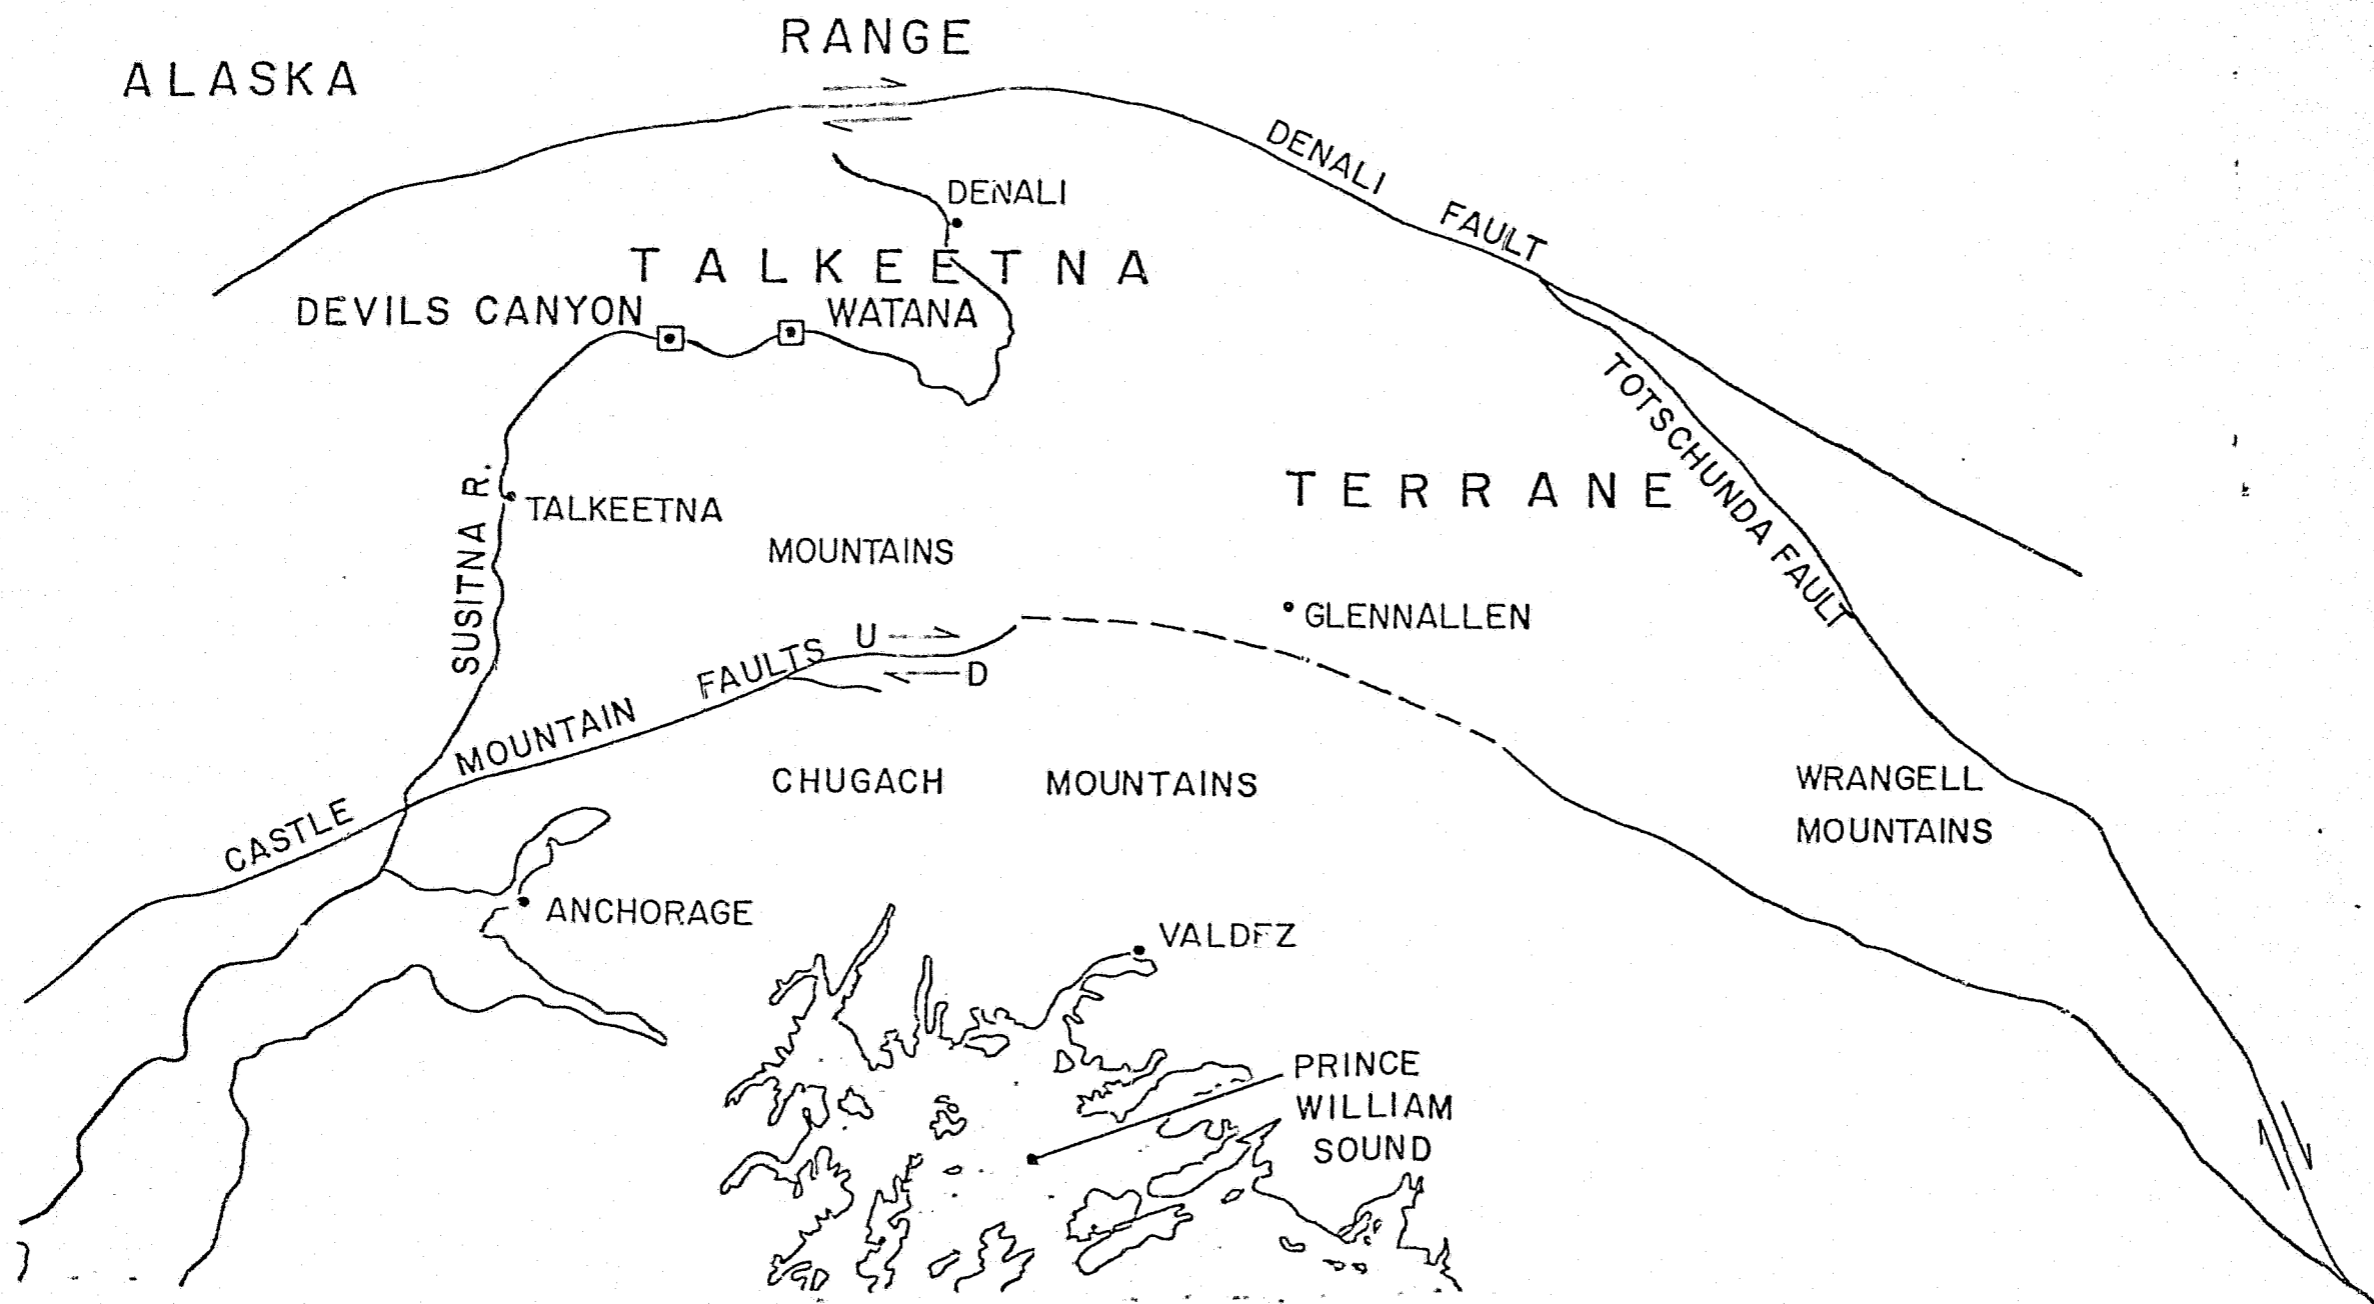 RANGE
ALASKA
DENALI
FAULT
DENALI
TALKEETNA
DEVILS CANYON
WATANA
TOTSCHUNDA FAULT
SUSITNA R.
TALKEETNA
TERRANE
MOUNTAINS
GLENNALLEN
U
D
CASTLE MOUNTAIN FAULTS
CHUGACH MOUNTAINS
WRANGELL
MOUNTAINS
ANCHORAGE
VALDEZ
PRINCE
WILLIAM
SOUND